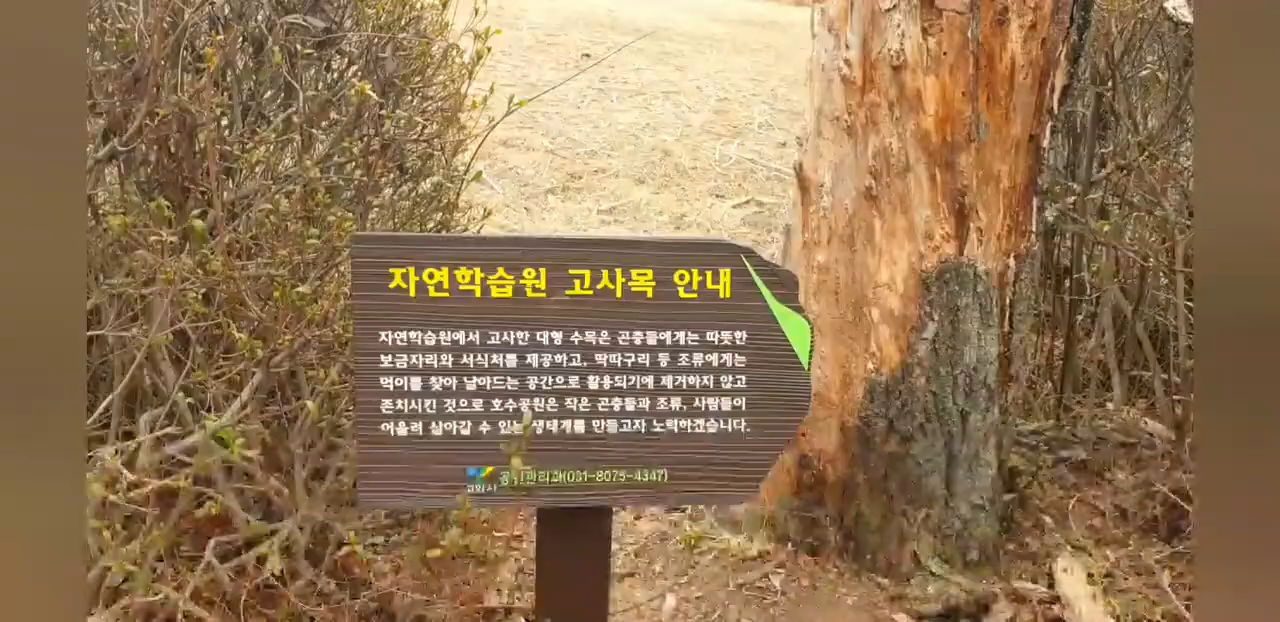 자연학습원 고사목 안내
자연학습원에서 고사한 대형 수목은 곤충들에게는 따뜻한
보금자리와 서식처를 제공하고, 딱따구리 등 조류에게는
먹이를 찾아 날아드는 공간으로 활용되기에 제거하지 않고
존치시킨 것으로 호수공원은 작은 곤충들과 조류, 사람들이
어울려 살아갈 수 있는 생태계를 만들고자 노력하겠습니다.
고양시 공원관리과(031-8075-4347)